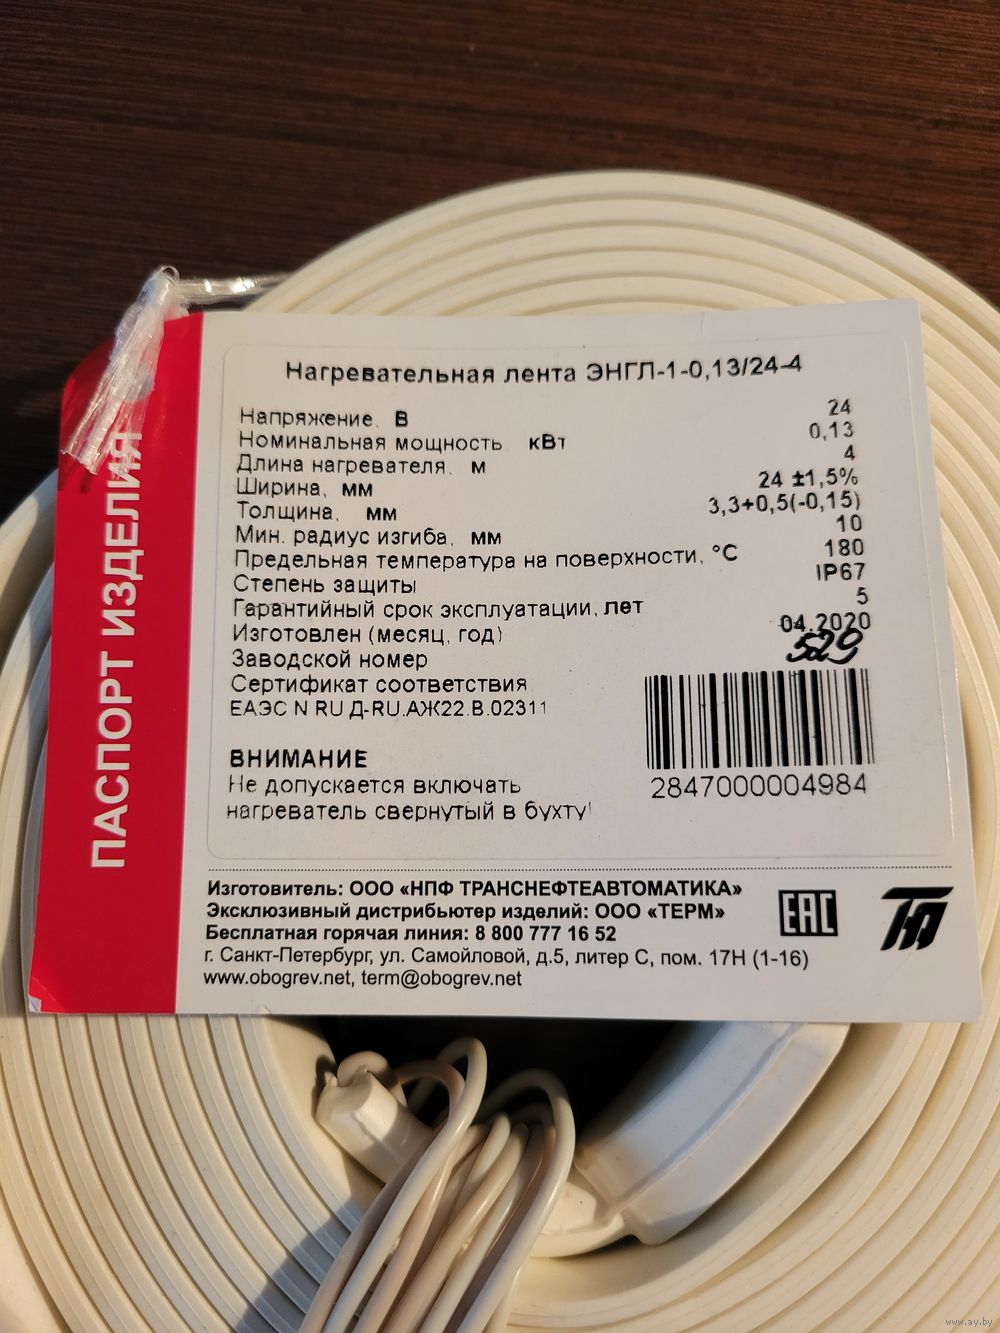 ПАСПОРТ ИЗДЕЛИЯ
Нагревательная лента ЭНГЛ-1-0,13/24-4
Напряжение, В 24
Номинальная мощность, кВт 0,13
Длина нагревателя, м 4
Ширина, мм 24 ±1,5%
Толщина, мм 3,3+0,5(-0,15)
Мин. радиус изгиба, мм 10
Предельная температура на поверхности, °С 180
Степень защиты IP67
Гарантийный срок эксплуатации, лет 5
Изготовлен (месяц, год) 04.2020
Заводской номер 529
Сертификат соответствия
ЕАЭС N RU Д-RU.АЖ22.В.02311
ВНИМАНИЕ
Не допускается включать
нагреватель свернутый в бухту!
2847000004984
Изготовитель: ООО «НПФ ТРАНСНЕФТЕАВТОМАТИКА»
Эксклюзивный дистрибьютер изделий: ООО «ТЕРМ»
Бесплатная горячая линия: 8 800 777 16 52
г. Санкт-Петербург, ул. Самойловой, д.5, литер С, пом. 17Н (1-16)
www.obogrev.net, term@obogrev.net
EAC
ТА
www.ay.by